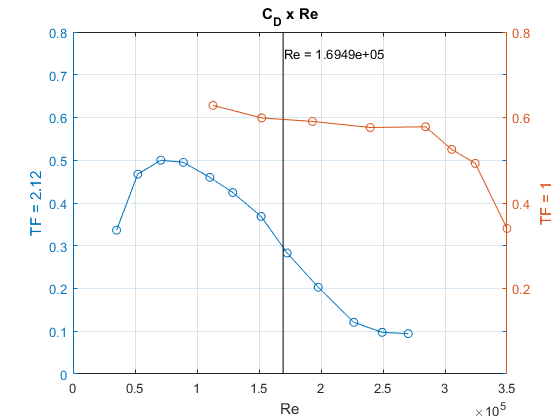 C_D x Re
Re = 1.6949e+05
TF = 2.12
0.8
0.7
0.6
0.5
0.4
0.3
0.2
0.1
0
0.8
0.6
0.4
0.2
TF = 1
0 0.5 1 1.5 2 2.5 3 3.5
Re
×10^5